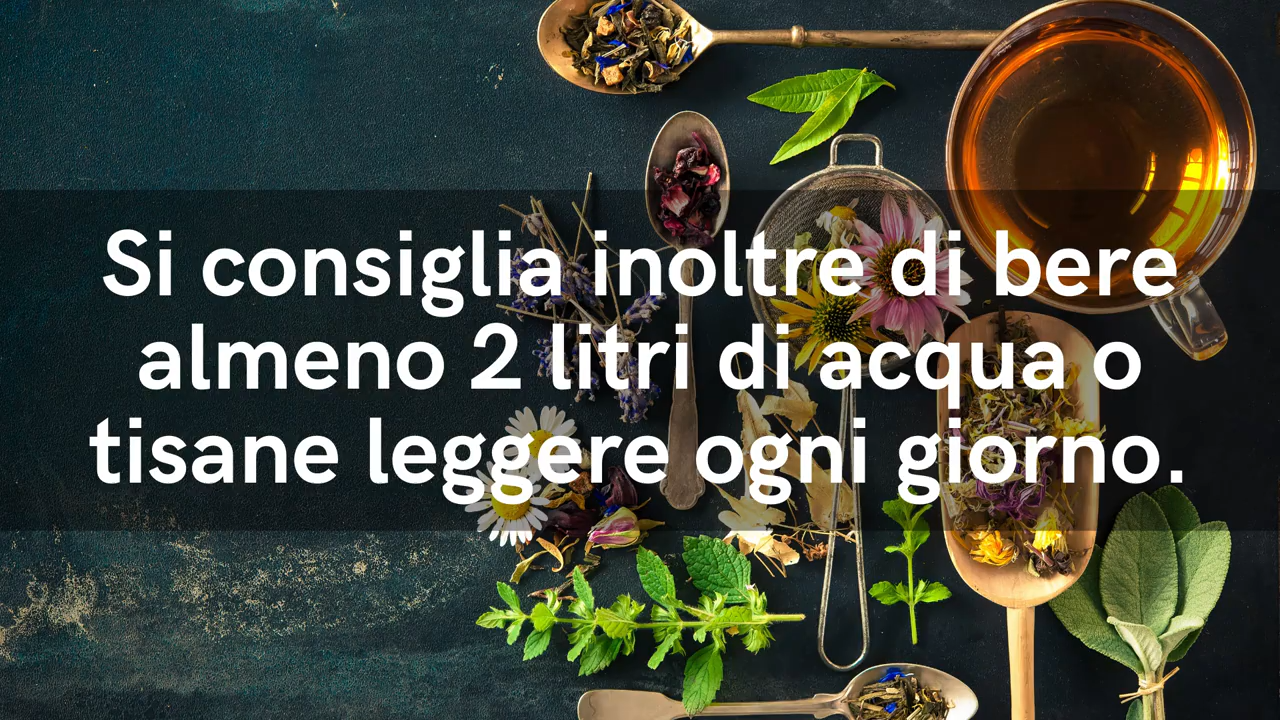 Si consiglia inoltre di bere
almeno 2 litri di acqua o
tisane leggere ogni giorno.